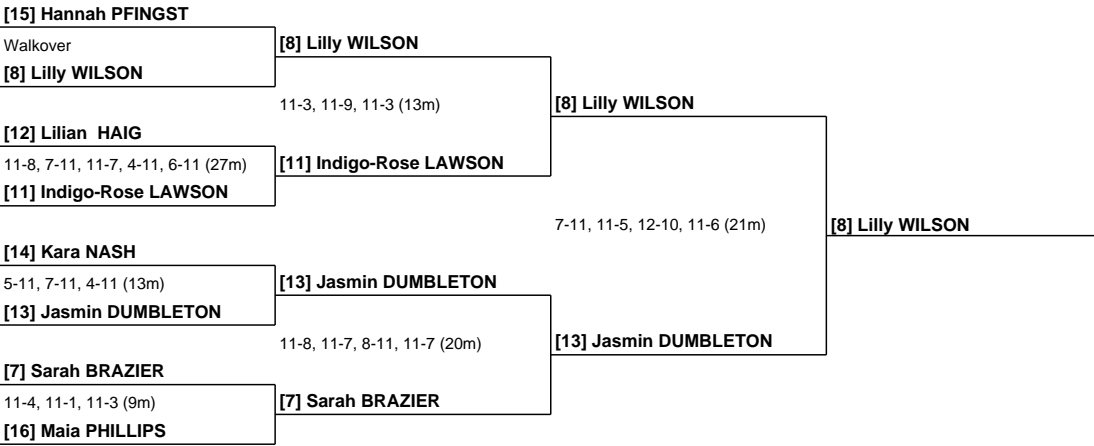 [15] Hannah PFINGST
Walkover
[8] Lilly WILSON
[8] Lilly WILSON
11-3, 11-9, 11-3 (13m)
[8] Lilly WILSON
[12] Lilian  HAIG
11-8, 7-11, 11-7, 4-11, 6-11 (27m)
[11] Indigo-Rose LAWSON
[11] Indigo-Rose LAWSON
7-11, 11-5, 12-10, 11-6 (21m)
[8] Lilly WILSON
[14] Kara NASH
5-11, 7-11, 4-11 (13m)
[13] Jasmin DUMBLETON
[13] Jasmin DUMBLETON
11-8, 11-7, 8-11, 11-7 (20m)
[13] Jasmin DUMBLETON
[7] Sarah BRAZIER
11-4, 11-1, 11-3 (9m)
[7] Sarah BRAZIER
[16] Maia PHILLIPS